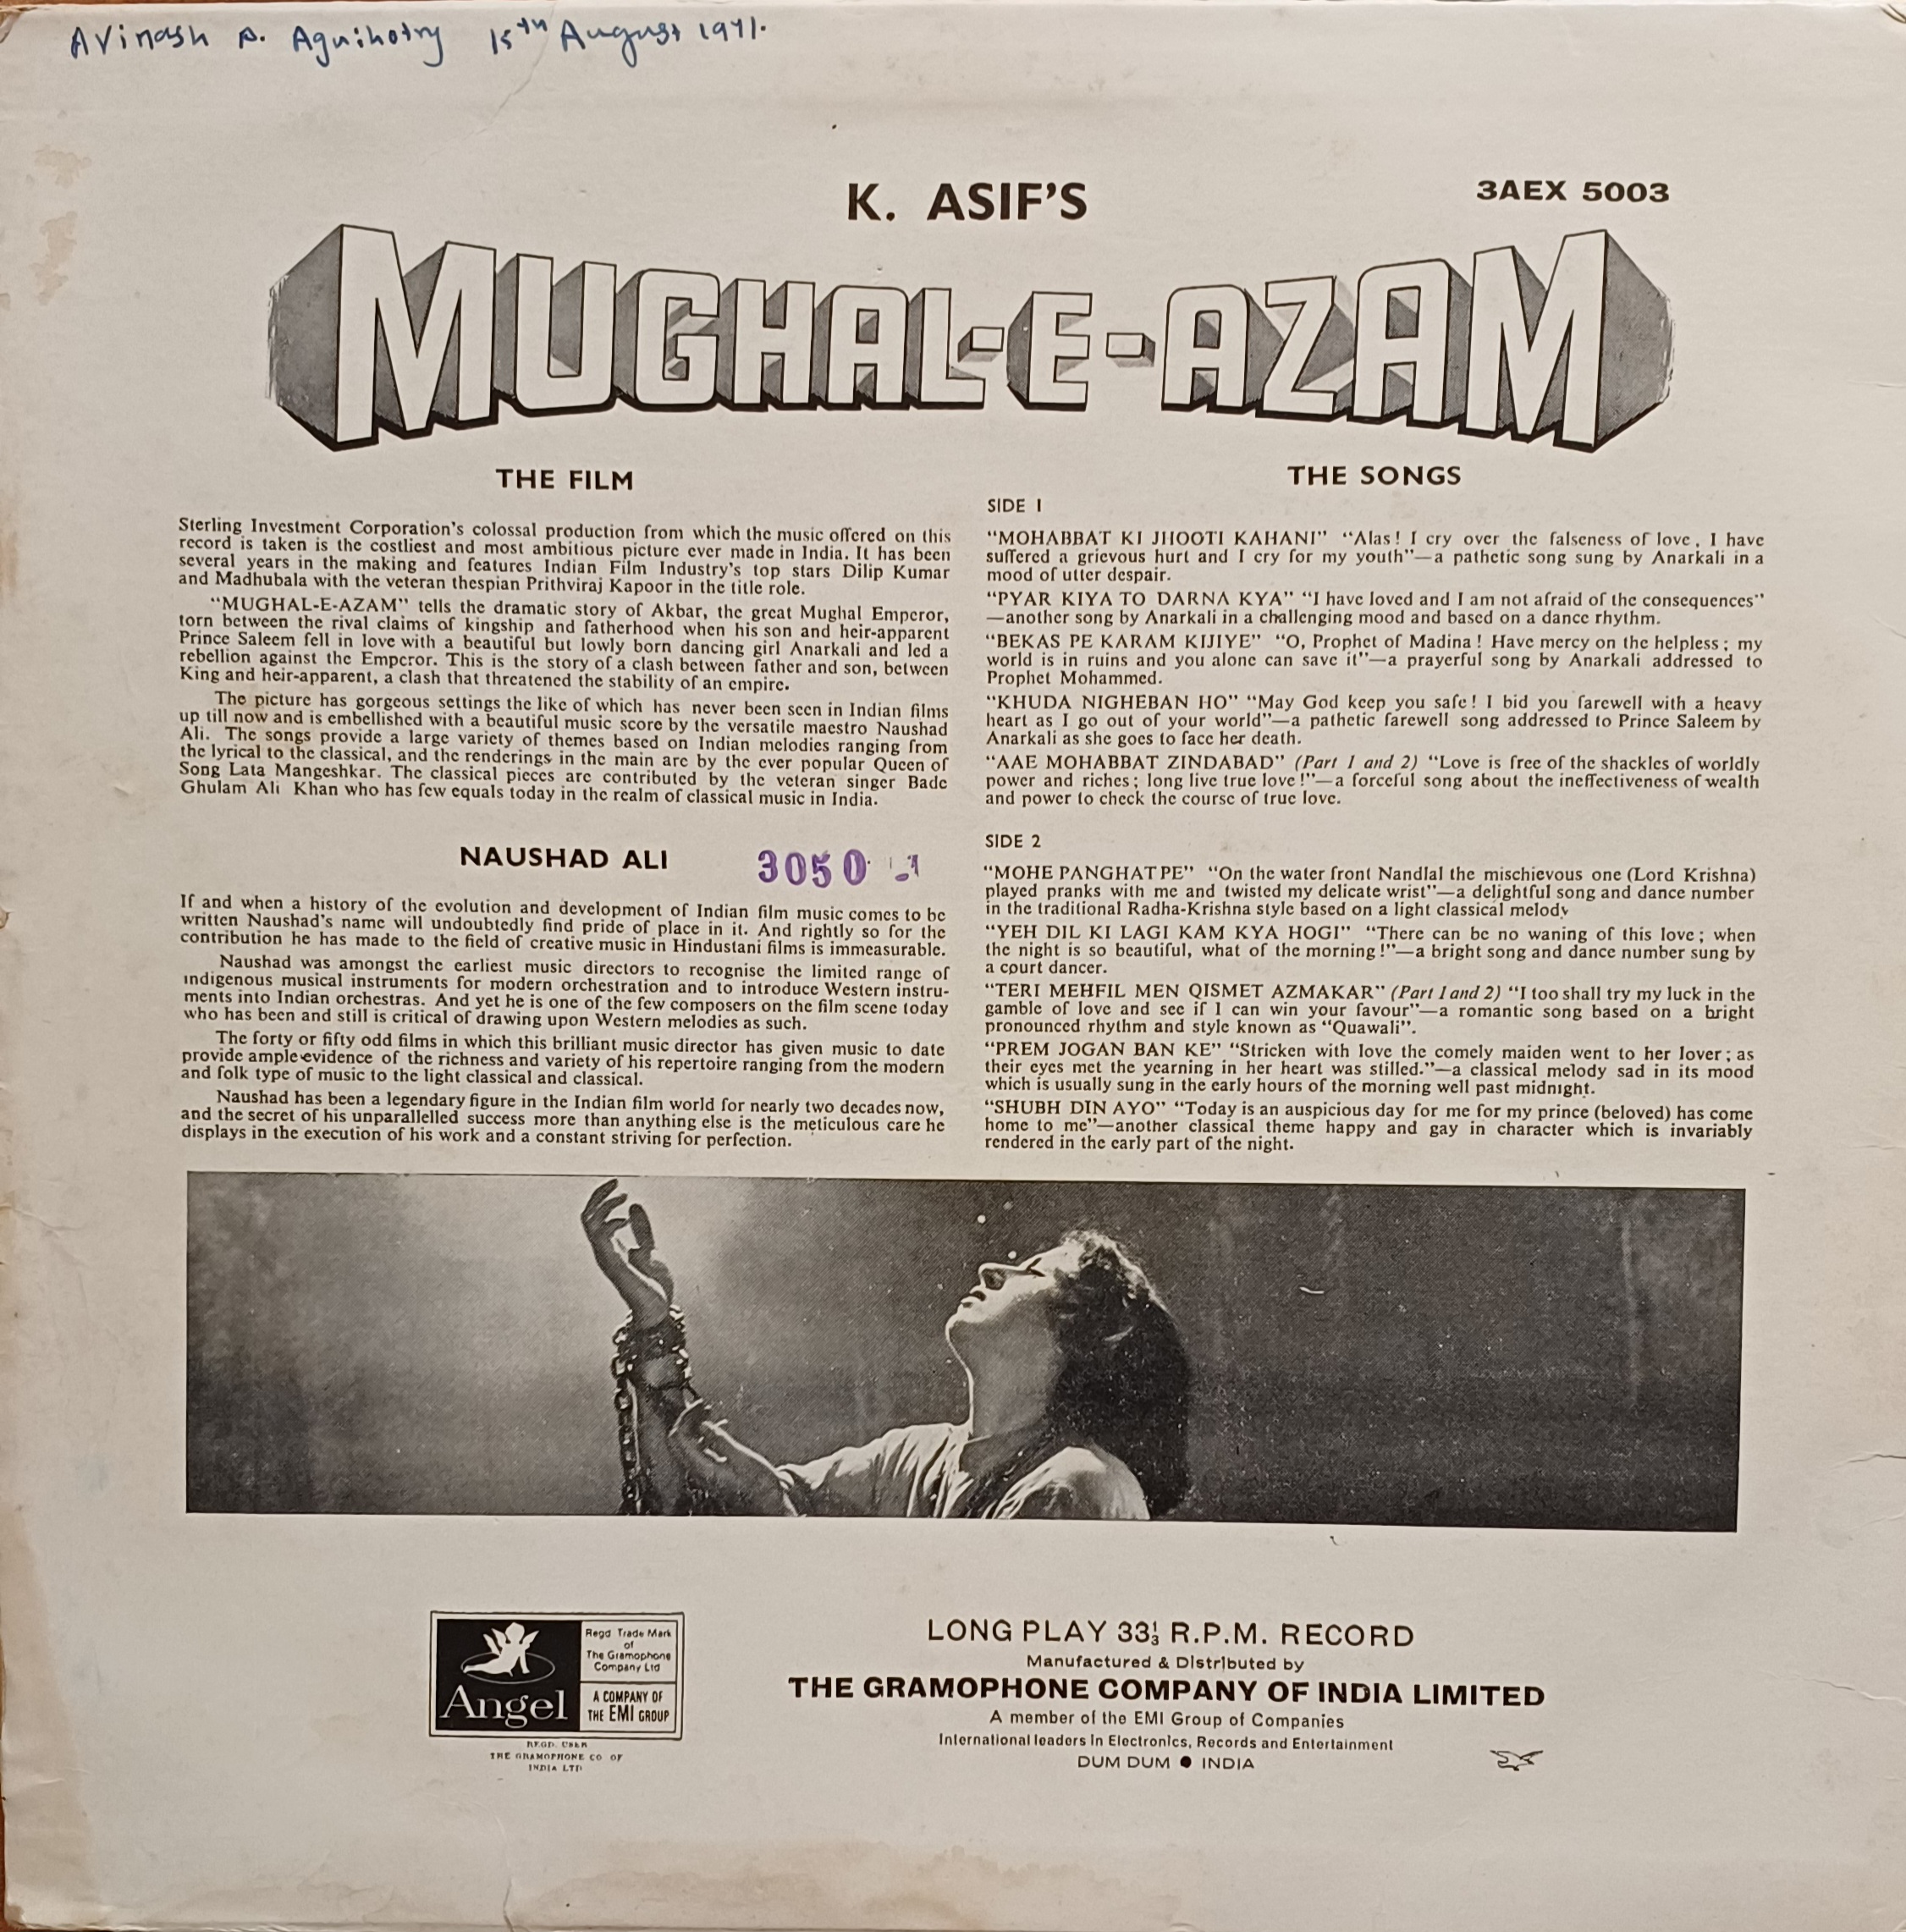 Avinash P. Agnihotry 15th August 1971.
K. ASIF'S
3AEX 5003
MUGHAL-E-AZAM
THE FILM
Sterling Investment Corporation's colossal production from which the music offered on this
record is taken is the costliest and most ambitious picture ever made in India. It has been
several years in the making and features Indian Film Industry's top stars Dilip Kumar
and Madhubala with the veteran thespian Prithviraj Kapoor in the title role.
"MUGHAL-E-AZAM" tells the dramatic story of Akbar, the great Mughal Emperor,
torn between the rival claims of kingship and fatherhood when his son and heir-apparent
Prince Saleem fell in love with a beautiful but lowly born dancing girl Anarkali and led a
rebellion against the Emperor. This is the story of a clash between father and son, between
King and heir-apparent, a clash that threatened the stability of an empire.
The picture has gorgeous settings the like of which has never been seen in Indian films
up till now and is embellished with a beautiful music score by the versatile maestro Naushad
Ali. The songs provide a large variety of themes based on Indian melodies ranging from
the lyrical to the classical, and the renderings in the main are by the ever popular Queen of
Song Lata Mangeshkar. The classical pieces are contributed by the veteran singer Bade
Ghulam Ali Khan who has few equals today in the realm of classical music in India.
NAUSHAD ALI
3050
If and when a history of the evolution and development of Indian film music comes to be
written Naushad's name will undoubtedly find pride of place in it. And rightly so for the
contribution he has made to the field of creative music in Hindustani films is immeasurable.
Naushad was amongst the earliest music directors to recognise the limited range of
indigenous musical instruments for modern orchestration and to introduce Western instru-
ments into Indian orchestras. And yet he is one of the few composers on the film scene today
who has been and still is critical of drawing upon Western melodies as such.
The forty or fifty odd films in which this brilliant music director has given music to date
provide ample evidence of the richness and variety of his repertoire ranging from the modern
and folk type of music to the light classical and classical.
Naushad has been a legendary figure in the Indian film world for nearly two decades now,
and the secret of his unparallelled success more than anything else is the meticulous care he
displays in the execution of his work and a constant striving for perfection.
THE SONGS
SIDE 1
"MOHABBAT KI JHOOTI KAHANI" "Alas! I cry over the falseness of love, I have
suffered a grievous hurt and I cry for my youth"—a pathetic song sung by Anarkali in a
mood of utter despair.
"PYAR KIYA TO DARNA KYA" "I have loved and I am not afraid of the consequences"
—another song by Anarkali in a challenging mood and based on a dance rhythm.
"BEKAS PE KARAM KIJIYE" "O, Prophet of Madina! Have mercy on the helpless; my
world is in ruins and you alone can save it"—a prayerful song by Anarkali addressed to
Prophet Mohammed.
"KHUDA NIGHEBAN HO" "May God keep you safe! I bid you farewell with a heavy
heart as I go out of your world"—a pathetic farewell song addressed to Prince Saleem by
Anarkali as she goes to face her death.
"AAE MOHABBAT ZINDABAD" (Part 1 and 2) "Love is free of the shackles of worldly
power and riches; long live true love!"—a forceful song about the ineffectiveness of wealth
and power to check the course of true love.
SIDE 2
"MOHE PANGHAT PE" "On the water front Nandlal the mischievous one (Lord Krishna)
played pranks with me and twisted my delicate wrist"—a delightful song and dance number
in the traditional Radha-Krishna style based on a light classical melody
"YEH DIL KI LAGI KAM KYA HOGI" "There can be no waning of this love; when
the night is so beautiful, what of the morning!"—a bright song and dance number sung by
a court dancer.
"TERI MEHFIL MEN QISMET AZMAKAR" (Part 1 and 2) "I too shall try my luck in the
gamble of love and see if I can win your favour"—a romantic song based on a bright
pronounced rhythm and style known as "Quawali".
"PREM JOGAN BAN KE" "Stricken with love the comely maiden went to her lover; as
their eyes met the yearning in her heart was stilled."—a classical melody sad in its mood
which is usually sung in the early hours of the morning well past midnight.
"SHUBH DIN AYO" "Today is an auspicious day for me for my prince (beloved) has come
home to me"—another classical theme happy and gay in character which is invariably
rendered in the early part of the night.
Angel
Regd Trade Mark
of
The Gramophone
Company Ltd
A COMPANY OF
THE EMI GROUP
REGD. USER
THE GRAMOPHONE CO OF
INDIA LTD
LONG PLAY 33⅓ R.P.M. RECORD
Manufactured & Distributed by
THE GRAMOPHONE COMPANY OF INDIA LIMITED
A member of the EMI Group of Companies
International leaders in Electronics, Records and Entertainment
DUM DUM ● INDIA